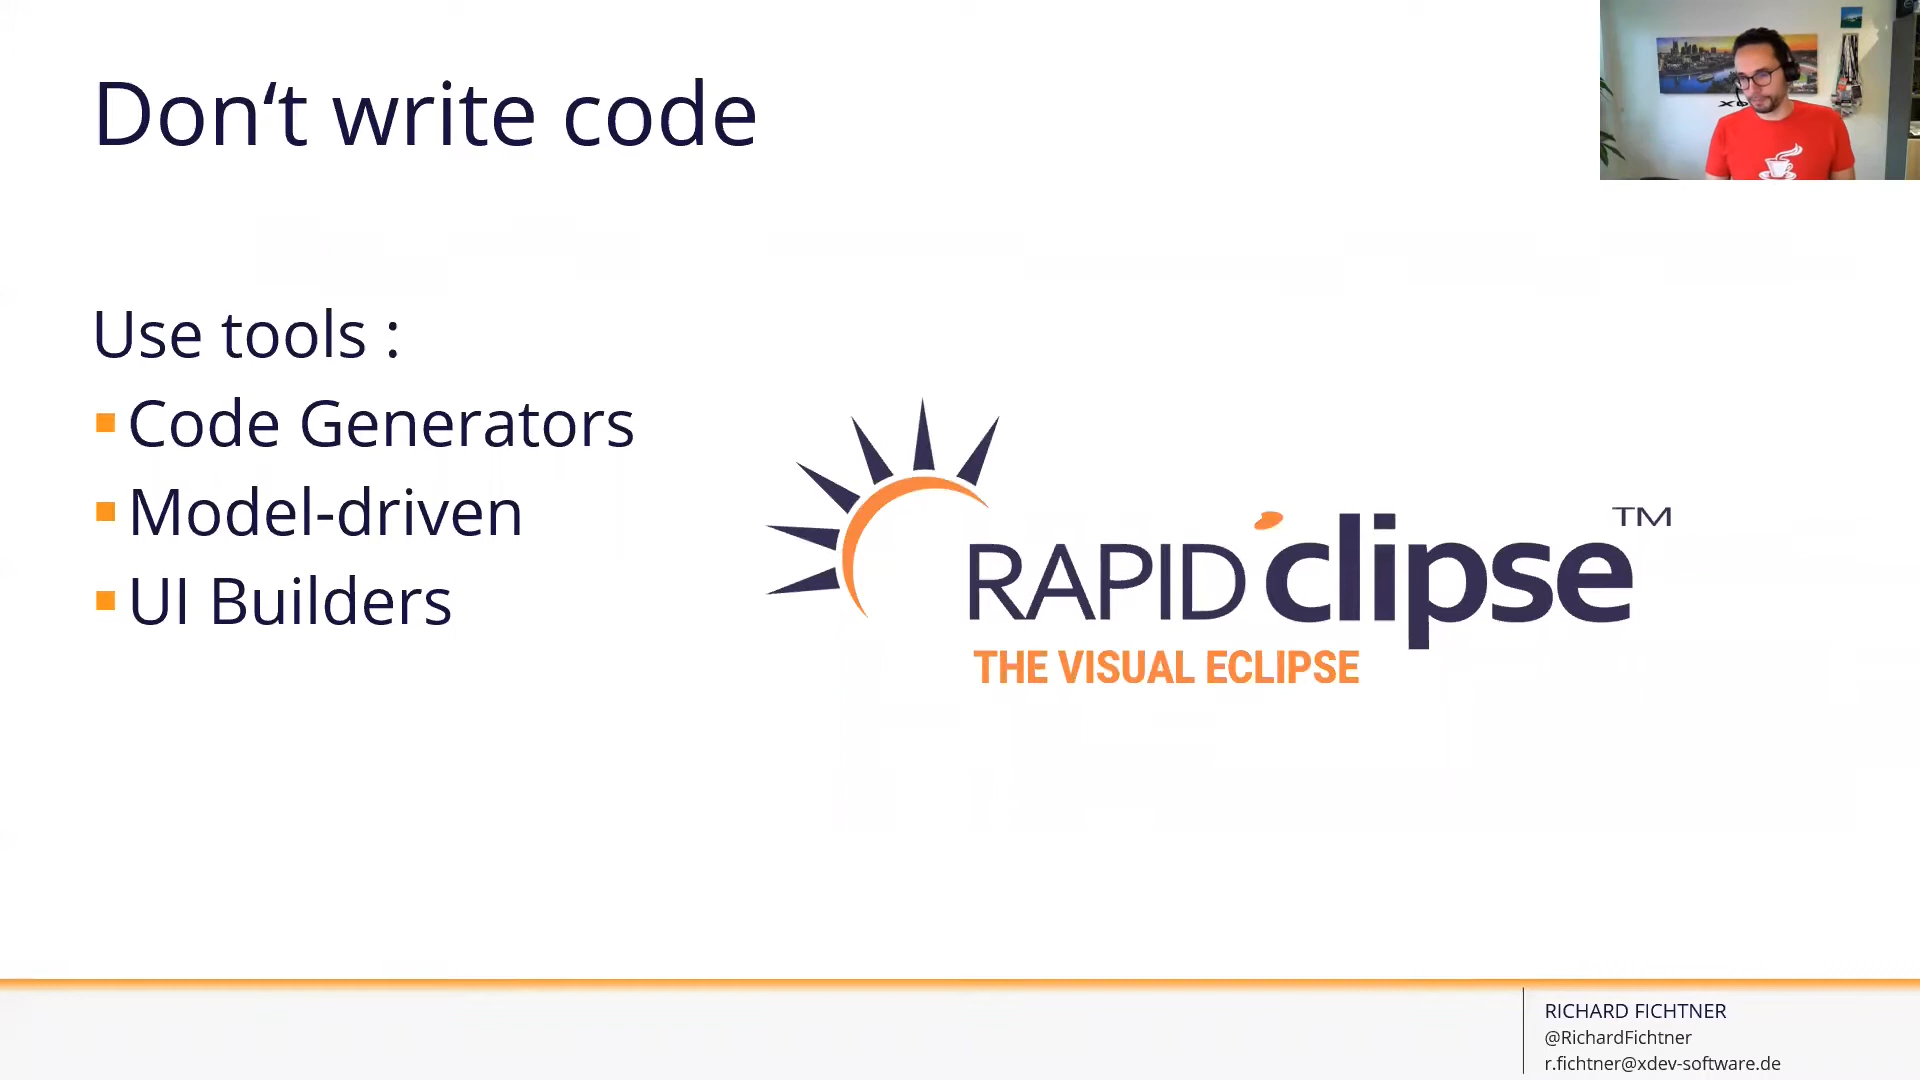 Don‘t write code
Use tools :
Code Generators
Model-driven
UI Builders
RAPID clipse TM
THE VISUAL ECLIPSE
RICHARD FICHTNER
@RichardFichtner
r.fichtner@xdev-software.de